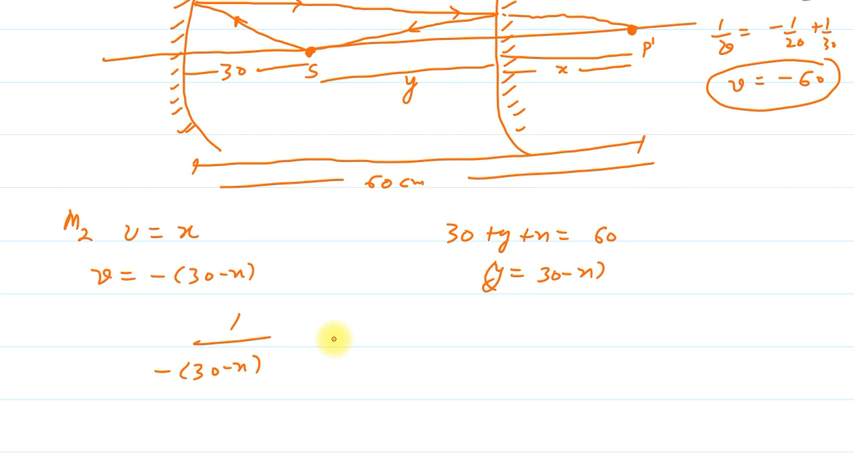 1/v = -1/20 + 1/30
v = -60
30 S y x P'
60 cm
M2 u = x
v = -(30-x)
30 + y + x = 60
(y = 30-x)
1/-(30-x)